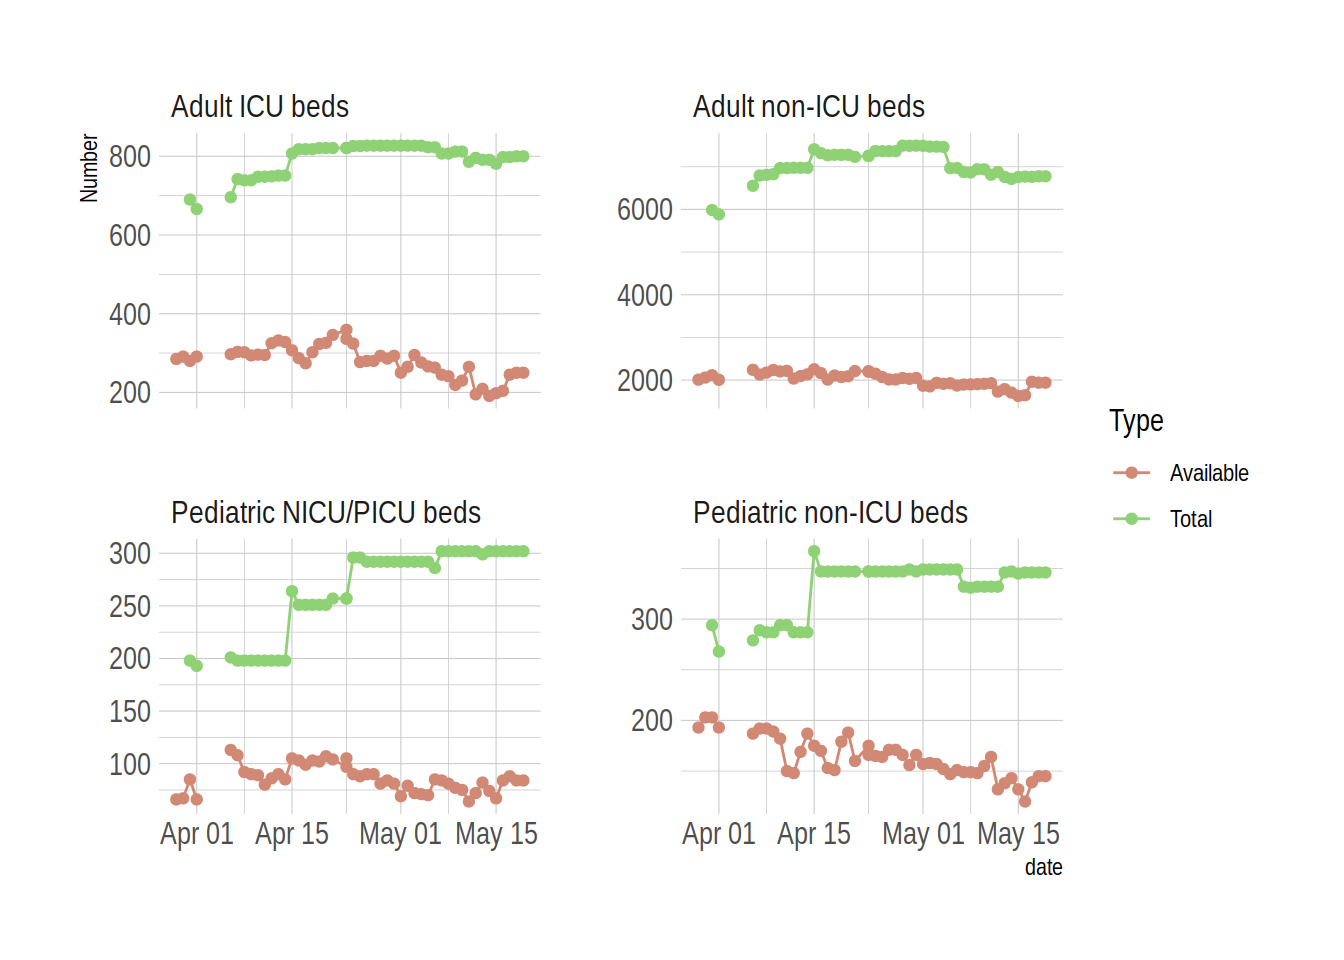 Adult ICU beds
Adult non-ICU beds
Number
800
600
400
200
6000
4000
2000
Type
Available
Total
Pediatric NICU/PICU beds
Pediatric non-ICU beds
300
250
200
150
100
300
200
Apr 01 Apr 15 May 01 May 15
Apr 01 Apr 15 May 01 May 15
date